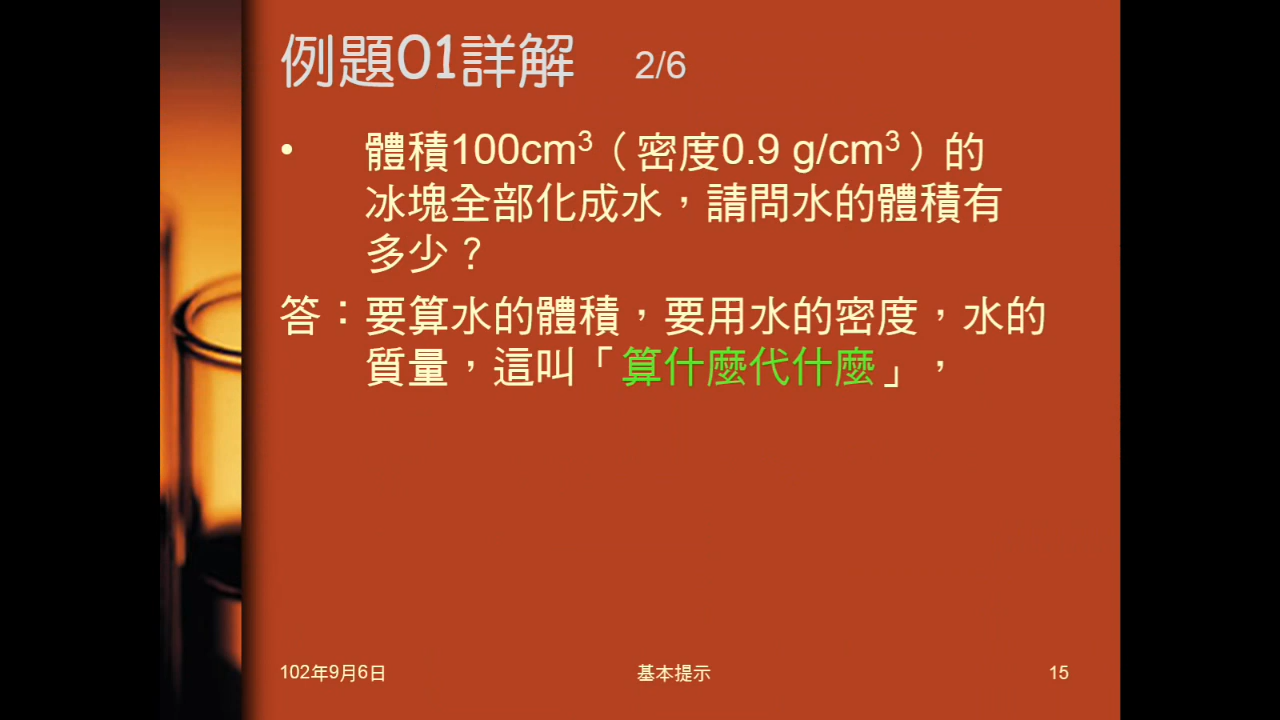 例題01詳解 2/6
• 體積100cm³（密度0.9 g/cm³）的
冰塊全部化成水，請問水的體積有
多少？
答：要算水的體積，要用水的密度，水的
質量，這叫「算什麼代什麼」，
102年9月6日 基本提示 15